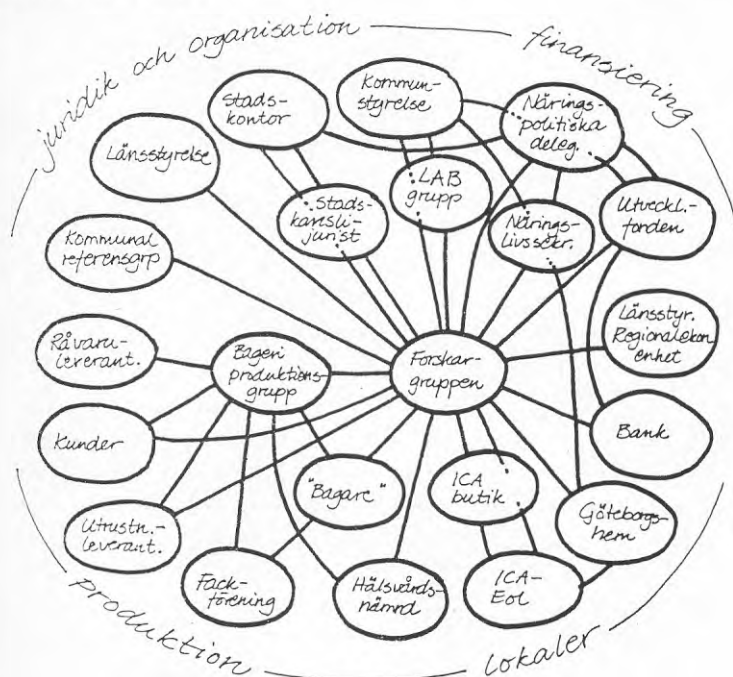 juridik och organisation
finansiering
Stads-
kontor
Kommun-
styrelse
Närings-
politiska
deleg.
Länsstyrelse
LAB
grupp
Stads-
kansli-
jurist
Närings-
livssekr.
Utveckl.-
fonden
Kommunal
referensgrp
Råvaru-
leverant.
Bageri
produktions-
grupp
Forskar-
gruppen
Länsstyr.
Regionalekon
enhet
Kunder
Bank
"Bagare"
ICA
butik
Utrustn.-
leverant.
Göteborgs-
hem
Fack-
förening
Hälsvårds-
nämnd
ICA-
Eol
produktion
lokaler